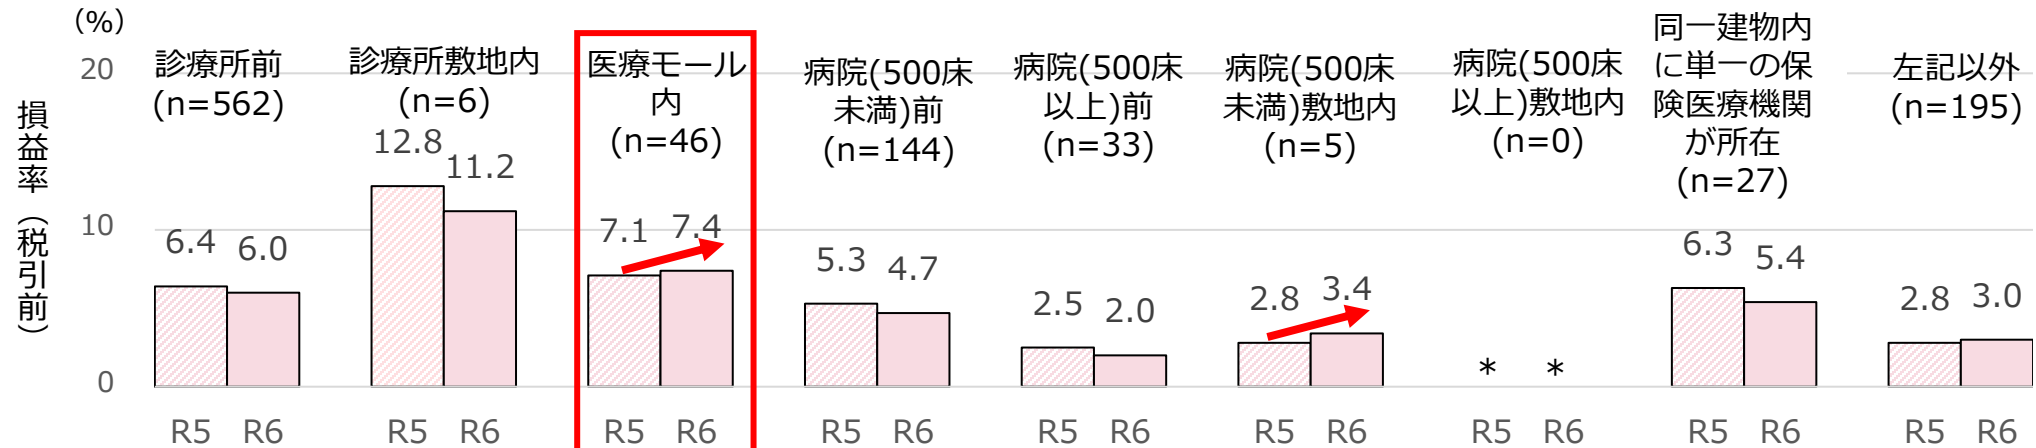 (%)
20
10
0
損益率（税引前）
診療所前
(n=562)
6.4
6.0
R5
R6
診療所敷地内
(n=6)
12.8
11.2
R5
R6
医療モール
内
(n=46)
7.1
7.4
R5
R6
病院(500床
未満)前
(n=144)
5.3
4.7
R5
R6
病院(500床
以上)前
(n=33)
2.5
2.0
R5
R6
病院(500床
未満)敷地内
(n=5)
2.8
3.4
R5
R6
病院(500床
以上)敷地内
(n=0)
*
*
R5
R6
同一建物内
に単一の保
険医療機関
が所在
(n=27)
6.3
5.4
R5
R6
左記以外
(n=195)
2.8
3.0
R5
R6